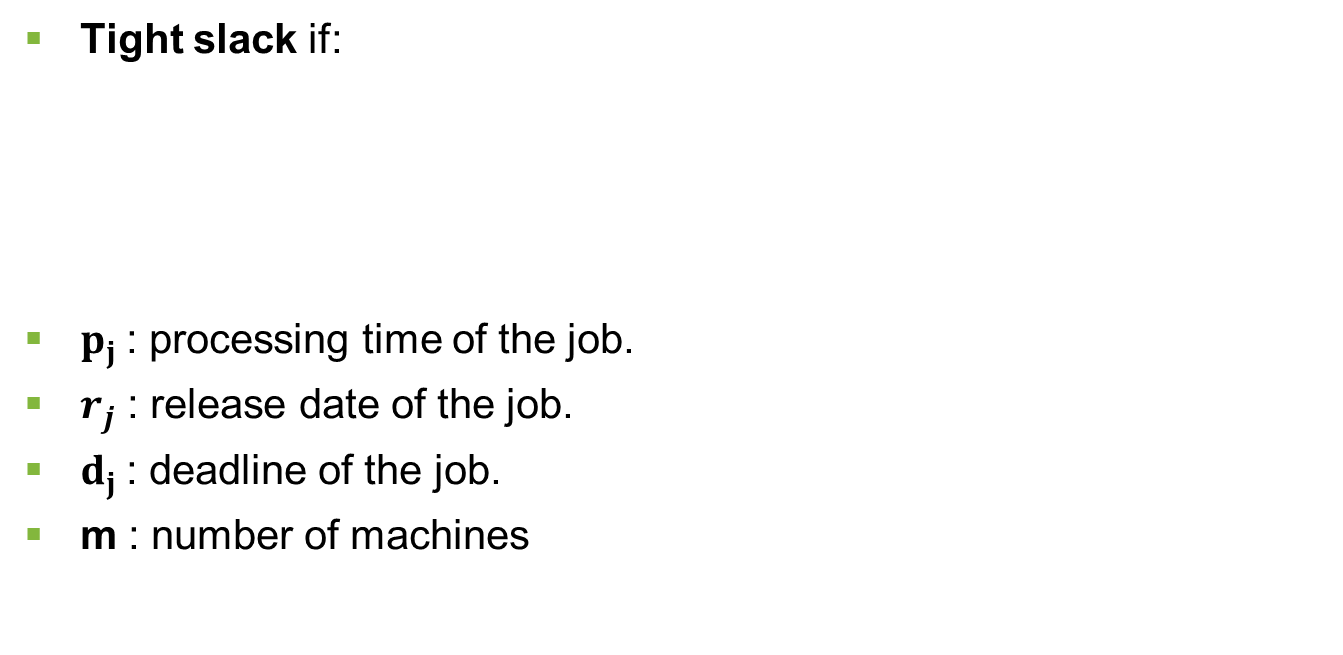 ▪ Tight slack if:
▪ pⱼ : processing time of the job.
▪ rⱼ : release date of the job.
▪ dⱼ : deadline of the job.
▪ m : number of machines